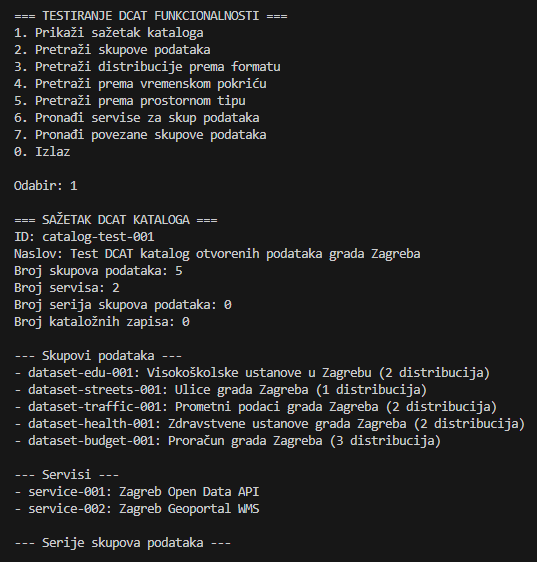 === TESTIRANJE DCAT FUNKCIONALNOSTI ===
1. Prikaži sažetak kataloga
2. Pretraži skupove podataka
3. Pretraži distribucije prema formatu
4. Pretraži prema vremenskom pokriću
5. Pretraži prema prostornom tipu
6. Pronađi servise za skup podataka
7. Pronađi povezane skupove podataka
0. Izlaz

Odabir: 1

=== SAŽETAK DCAT KATALOGA ===
ID: catalog-test-001
Naslov: Test DCAT katalog otvorenih podataka grada Zagreba
Broj skupova podataka: 5
Broj servisa: 2
Broj serija skupova podataka: 0
Broj kataložnih zapisa: 0

--- Skupovi podataka ---
- dataset-edu-001: Visokoškolske ustanove u Zagrebu (2 distribucija)
- dataset-streets-001: Ulice grada Zagreba (1 distribucija)
- dataset-traffic-001: Prometni podaci grada Zagreba (2 distribucija)
- dataset-health-001: Zdravstvene ustanove grada Zagreba (2 distribucija)
- dataset-budget-001: Proračun grada Zagreba (3 distribucija)

--- Servisi ---
- service-001: Zagreb Open Data API
- service-002: Zagreb Geoportal WMS

--- Serije skupova podataka ---